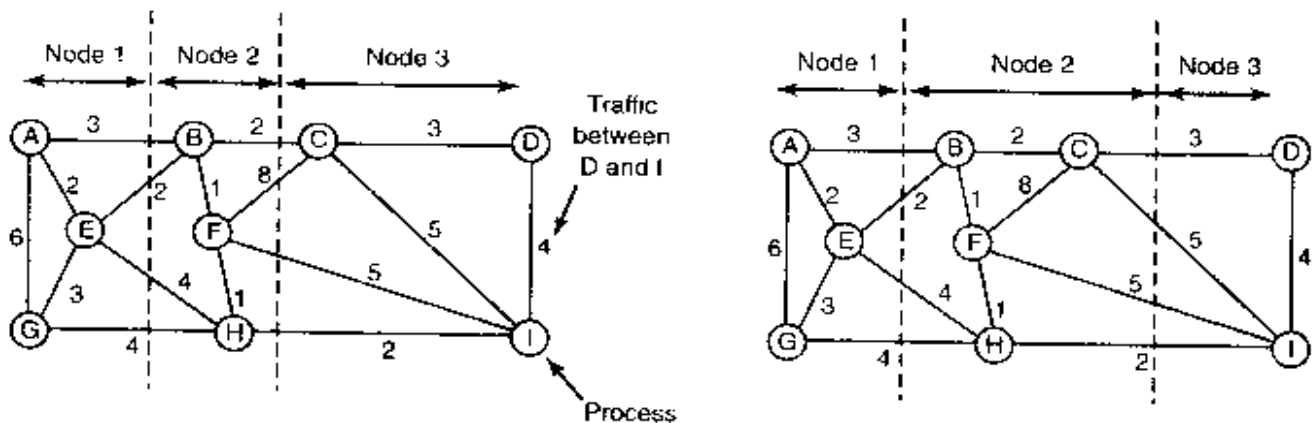 Node 1 Node 2 Node 3
A 3 B 2 C 3 D
2 2 1 8
6 E F 5 4
3 4 5
1
G 4 H 2 I
Traffic
between
D and I
Process
Node 1 Node 2 Node 3
A 3 B 2 C 3 D
2 2 1 8
6 E F 5 4
3 4 5
1
G 4 H 2 I